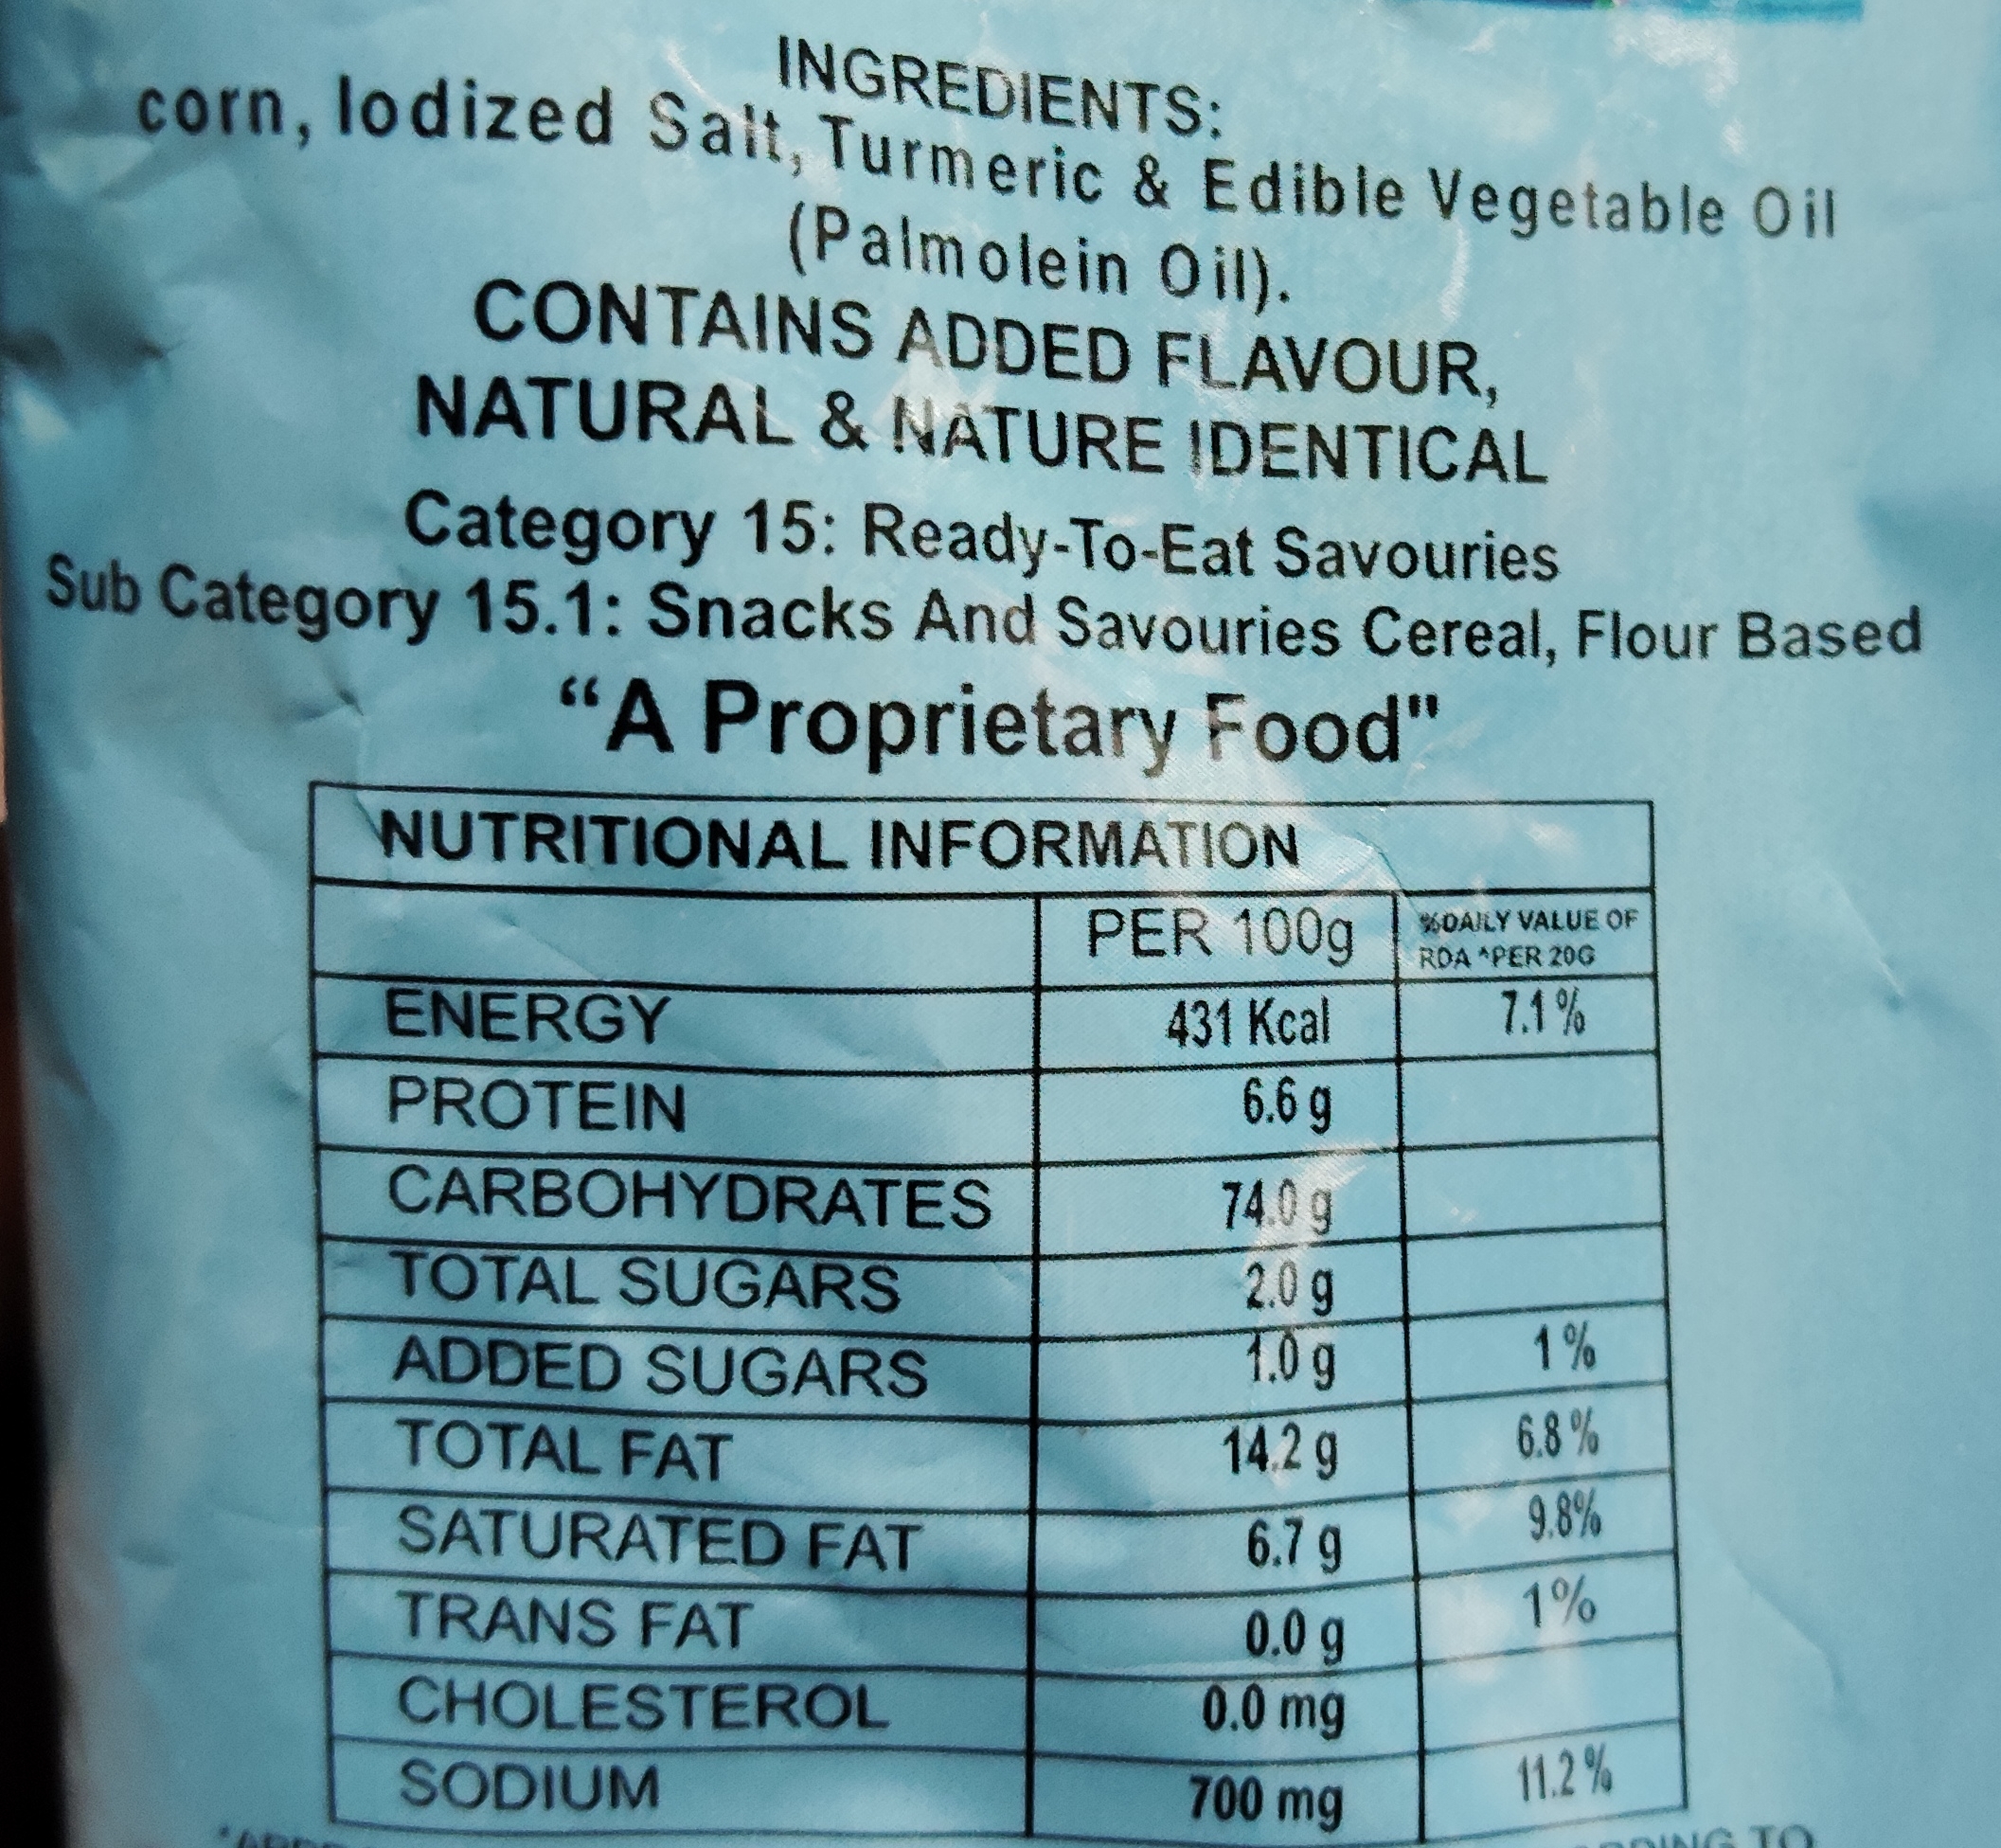 INGREDIENTS:
corn, Iodized Salt, Turmeric & Edible Vegetable Oil
(Palmolein Oil).
CONTAINS ADDED FLAVOUR,
NATURAL & NATURE IDENTICAL
Category 15: Ready-To-Eat Savouries
Sub Category 15.1: Snacks And Savouries Cereal, Flour Based
“A Proprietary Food"
NUTRITIONAL INFORMATION
PER 100g %DAILY VALUE OF
RDA ^PER 20G
ENERGY 431 Kcal 7.1%
PROTEIN 6.6 g
CARBOHYDRATES 74.0 g
TOTAL SUGARS 2.0 g
ADDED SUGARS 1.0 g 1%
TOTAL FAT 14.2 g 6.8%
SATURATED FAT 6.7 g 9.8%
TRANS FAT 0.0 g 1%
CHOLESTEROL 0.0 mg
SODIUM 700 mg 11.2%
TO